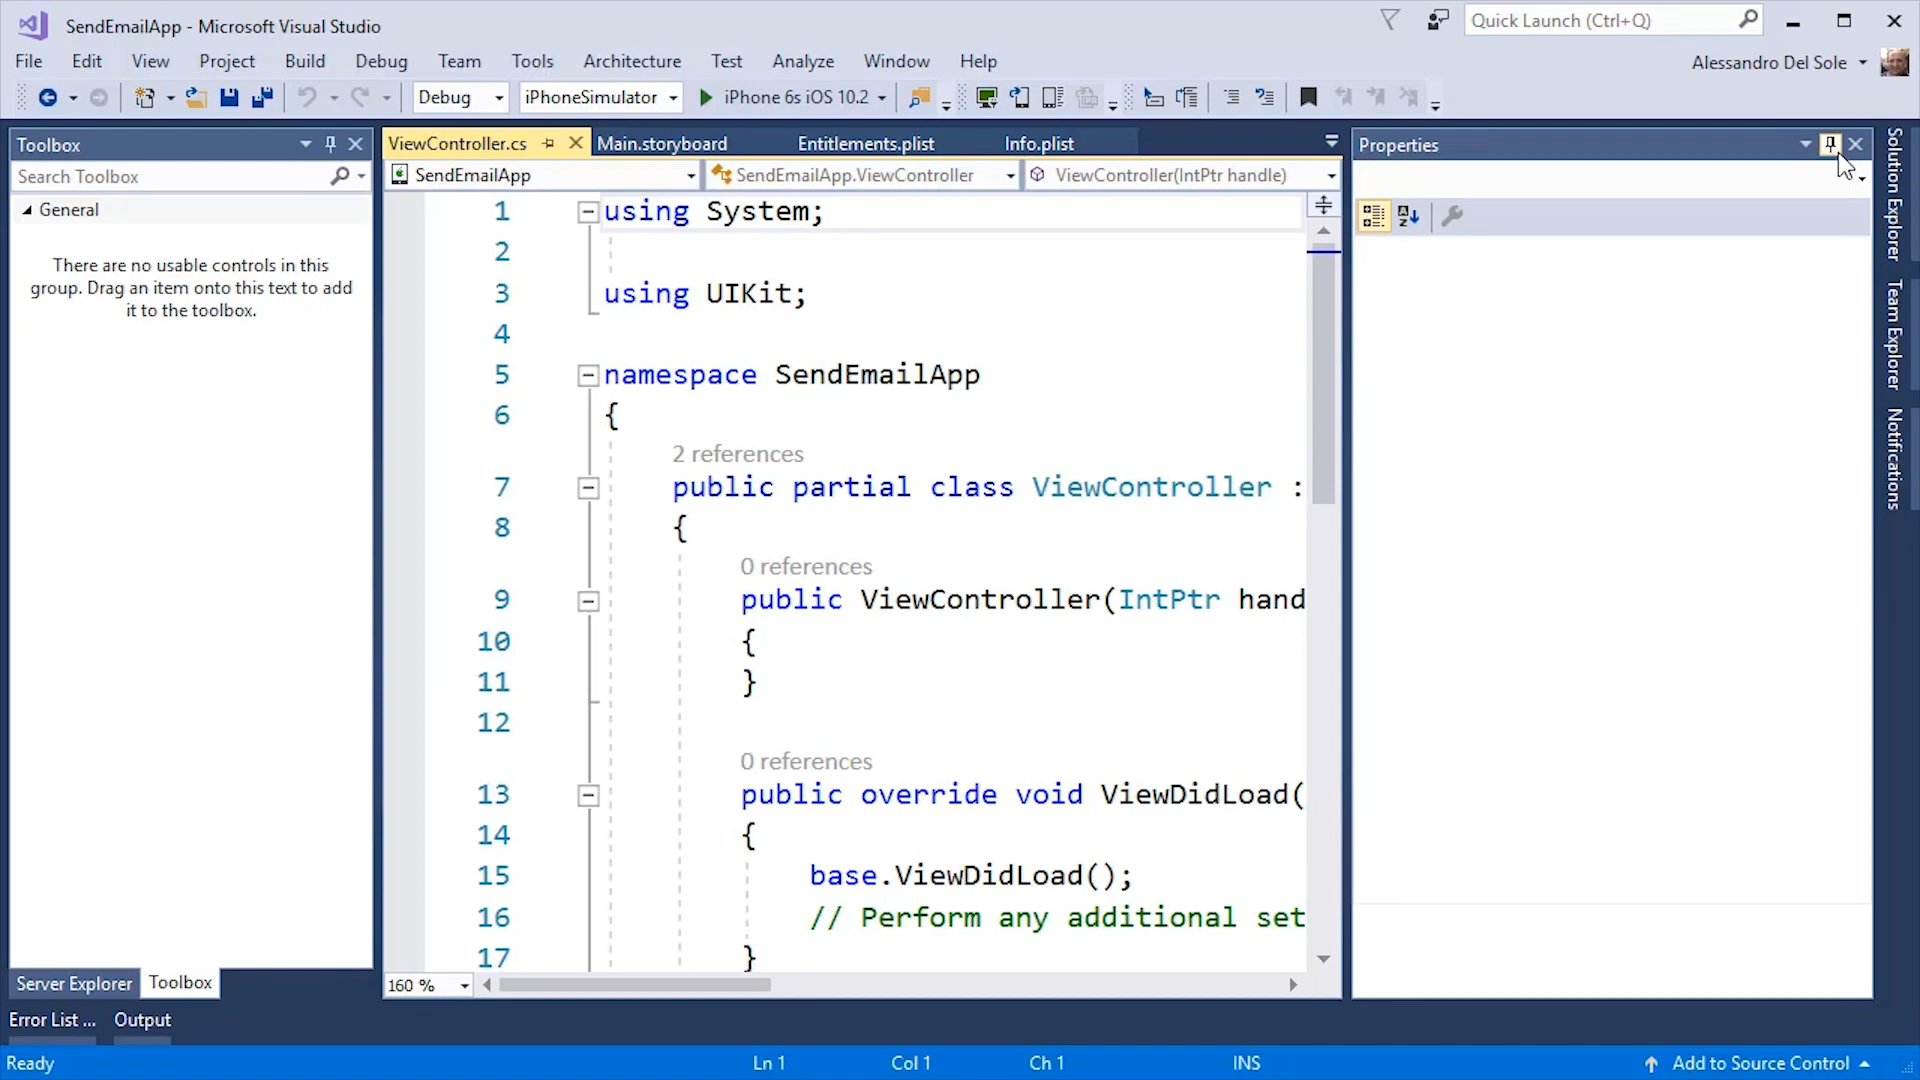 SendEmailApp - Microsoft Visual Studio
Quick Launch (Ctrl+Q)
File Edit View Project Build Debug Team Tools Architecture Test Analyze Window Help
Alessandro Del Sole
Debug iPhoneSimulator iPhone 6s iOS 10.2
Toolbox
Search Toolbox
General
There are no usable controls in this
group. Drag an item onto this text to add
it to the toolbox.
Server Explorer Toolbox
ViewController.cs Main.storyboard Entitlements.plist Info.plist
SendEmailApp SendEmailApp.ViewController ViewController(IntPtr handle)
1 using System;
2
3 using UIKit;
4
5 namespace SendEmailApp
6 {
2 references
7 public partial class ViewController :
8 {
0 references
9 public ViewController(IntPtr hand
10 {
11 }
12
0 references
13 public override void ViewDidLoad(
14 {
15 base.ViewDidLoad();
16 // Perform any additional set
17 }
160 %
Properties
Solution Explorer
Team Explorer
Notifications
Error List ... Output
Ready Ln 1 Col 1 Ch 1 INS Add to Source Control